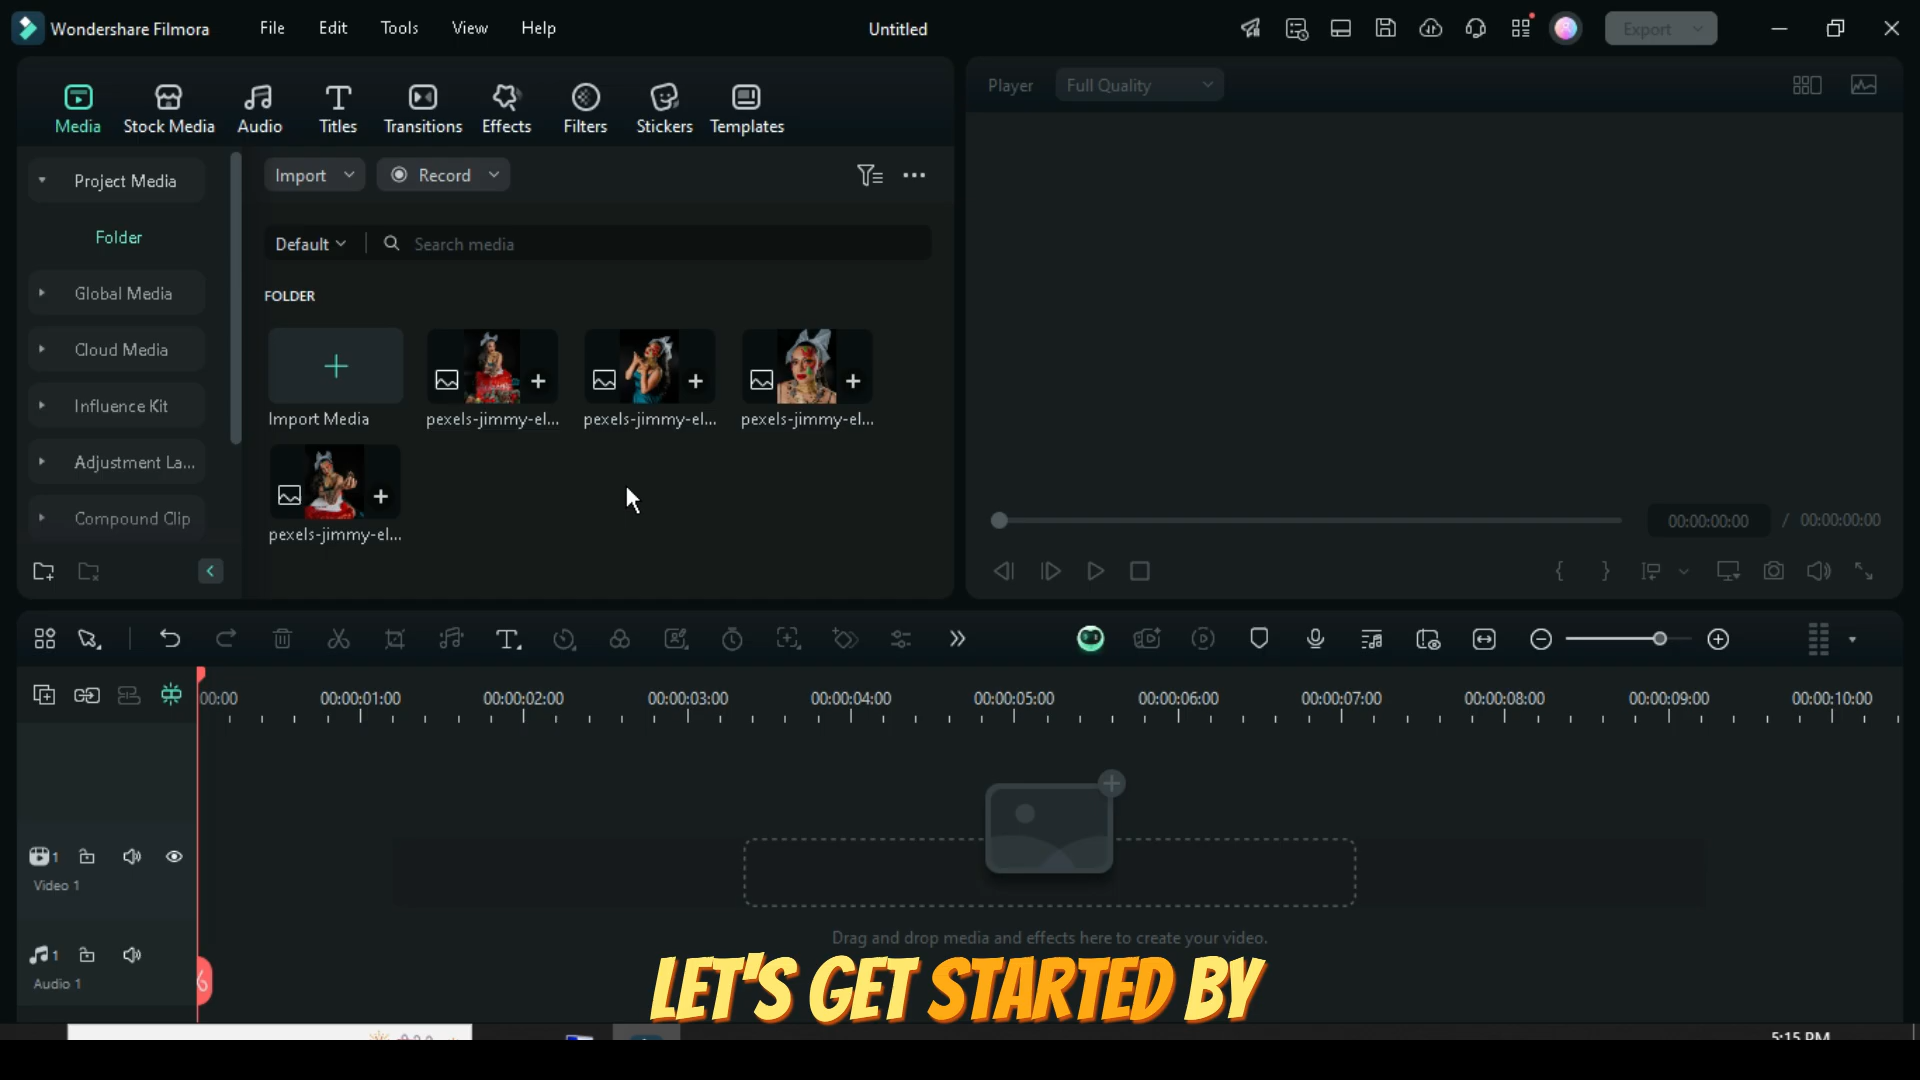 Wondershare Filmora
File
Edit
Tools
View
Help
Untitled
Export
Media
Stock Media
Audio
Titles
Transitions
Effects
Filters
Stickers
Templates
Player
Full Quality
Project Media
Folder
Global Media
Cloud Media
Influence Kit
Adjustment La...
Compound Clip
Import
Record
Default
Search media
FOLDER
Import Media
pexels-jimmy-el...
pexels-jimmy-el...
pexels-jimmy-el...
pexels-jimmy-el...
00:00:00:00 / 00:00:00:00
00:00
00:00:01:00
00:00:02:00
00:00:03:00
00:00:04:00
00:00:05:00
00:00:06:00
00:00:07:00
00:00:08:00
00:00:09:00
00:00:10:00
1
Video 1
Drag and drop media and effects here to create your video.
1
Audio 1
LET'S GET STARTED BY
5:15 PM